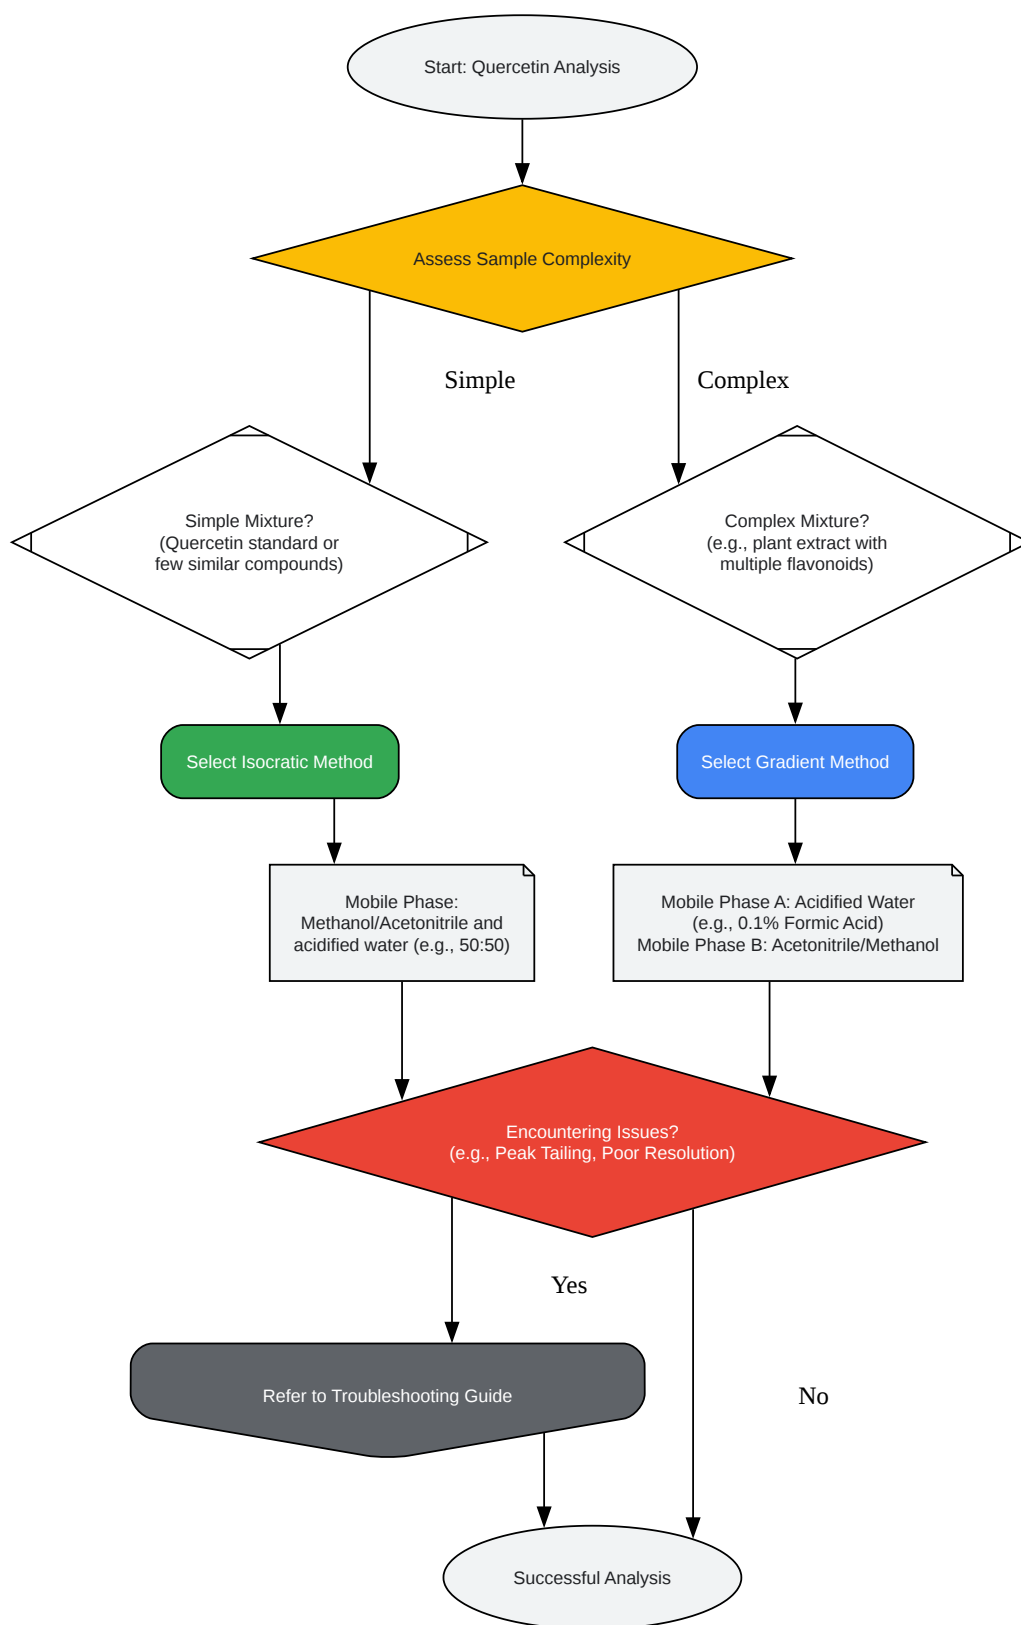 Start: Quercetin Analysis
Assess Sample Complexity
Simple
Complex
Simple Mixture?
(Quercetin standard or
few similar compounds)
Complex Mixture?
(e.g., plant extract with
multiple flavonoids)
Select Isocratic Method
Select Gradient Method
Mobile Phase:
Methanol/Acetonitrile and
acidified water (e.g., 50:50)
Mobile Phase A: Acidified Water
(e.g., 0.1% Formic Acid)
Mobile Phase B: Acetonitrile/Methanol
Encountering Issues?
(e.g., Peak Tailing, Poor Resolution)
Yes
Refer to Troubleshooting Guide
No
Successful Analysis